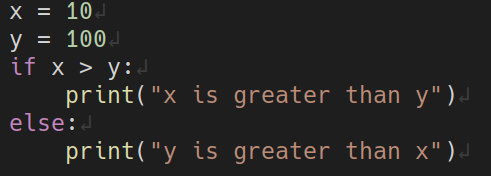 x = 10
y = 100
if x > y:
    print("x is greater than y")
else:
    print("y is greater than x")